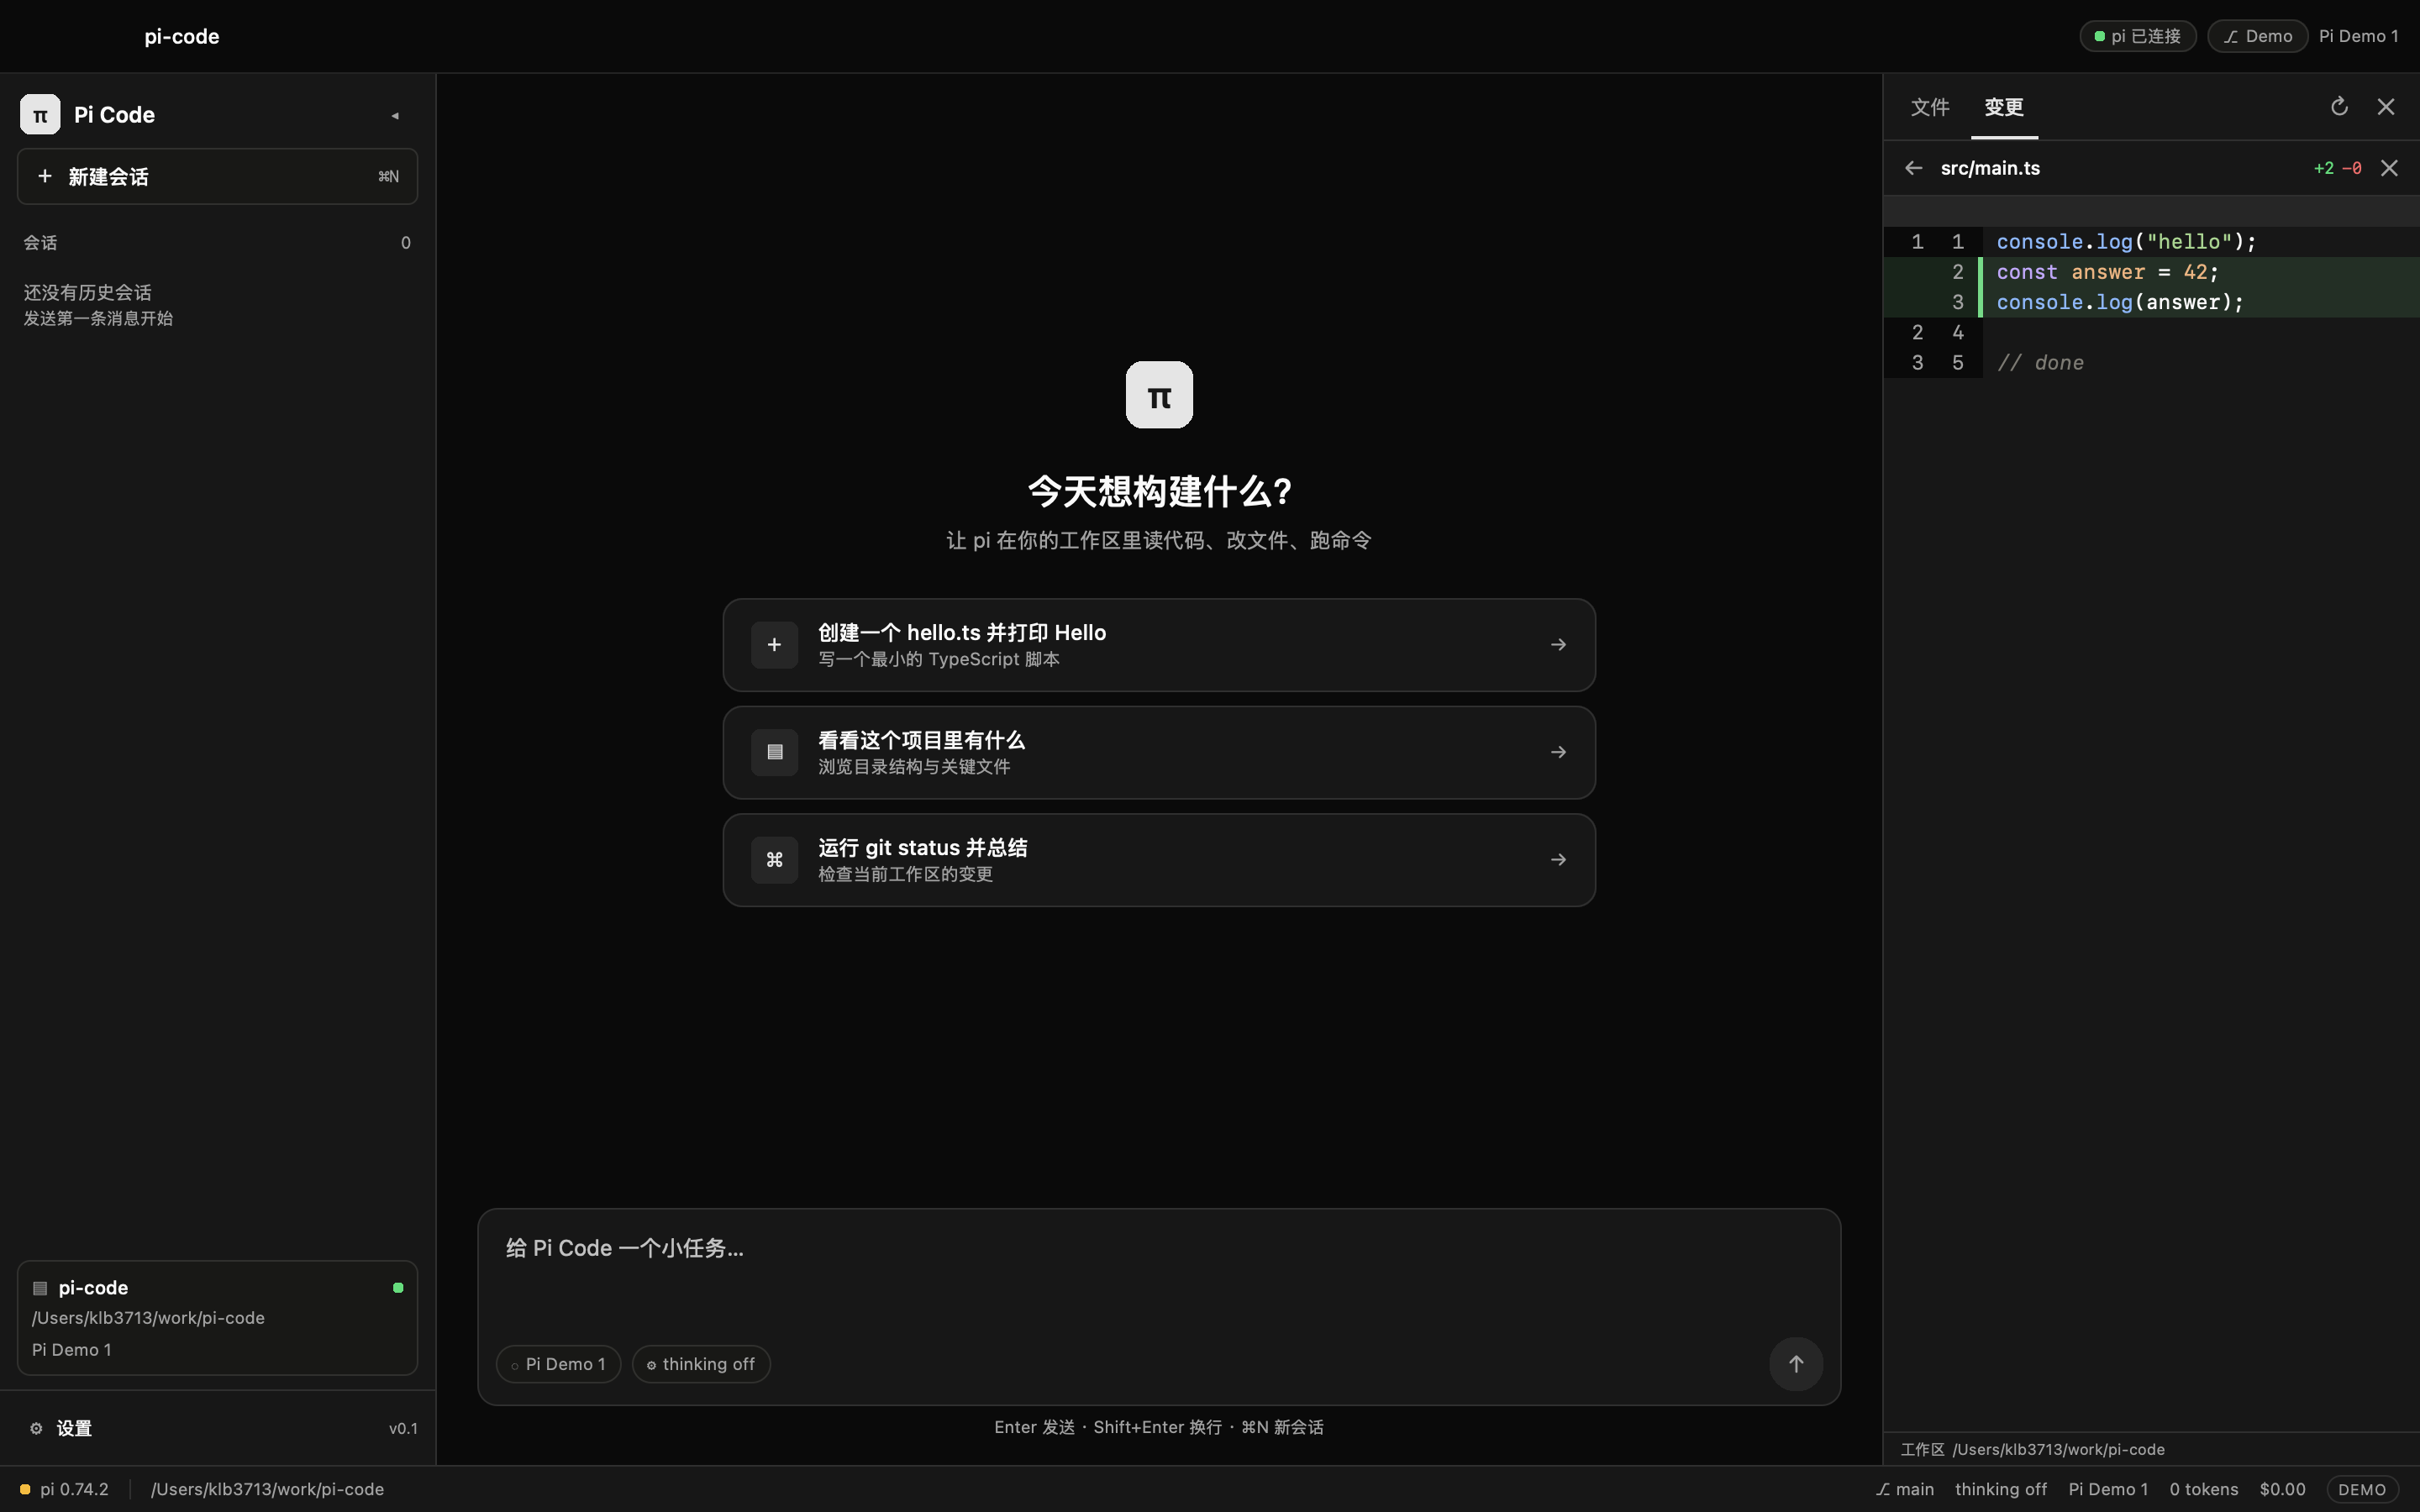 pi-code
pi 已连接
Demo
Pi Demo 1
π Pi Code
+ 新建会话 ⌘N
会话 0
还没有历史会话
发送第一条消息开始
π
今天想构建什么?
让 pi 在你的工作区里读代码、改文件、跑命令
创建一个 hello.ts 并打印 Hello
写一个最小的 TypeScript 脚本
看看这个项目里有什么
浏览目录结构与关键文件
⌘
运行 git status 并总结
检查当前工作区的变更
给 Pi Code 一个小任务…
Pi Demo 1
thinking off
Enter 发送 · Shift+Enter 换行 · ⌘N 新会话
文件 变更
src/main.ts +2 −0
1 1 console.log("hello");
2 const answer = 42;
3 console.log(answer);
2 4
3 5 // done
工作区 /Users/klb3713/work/pi-code
pi-code
/Users/klb3713/work/pi-code
Pi Demo 1
设置 v0.1
pi 0.74.2 /Users/klb3713/work/pi-code
main thinking off Pi Demo 1 0 tokens $0.00 DEMO